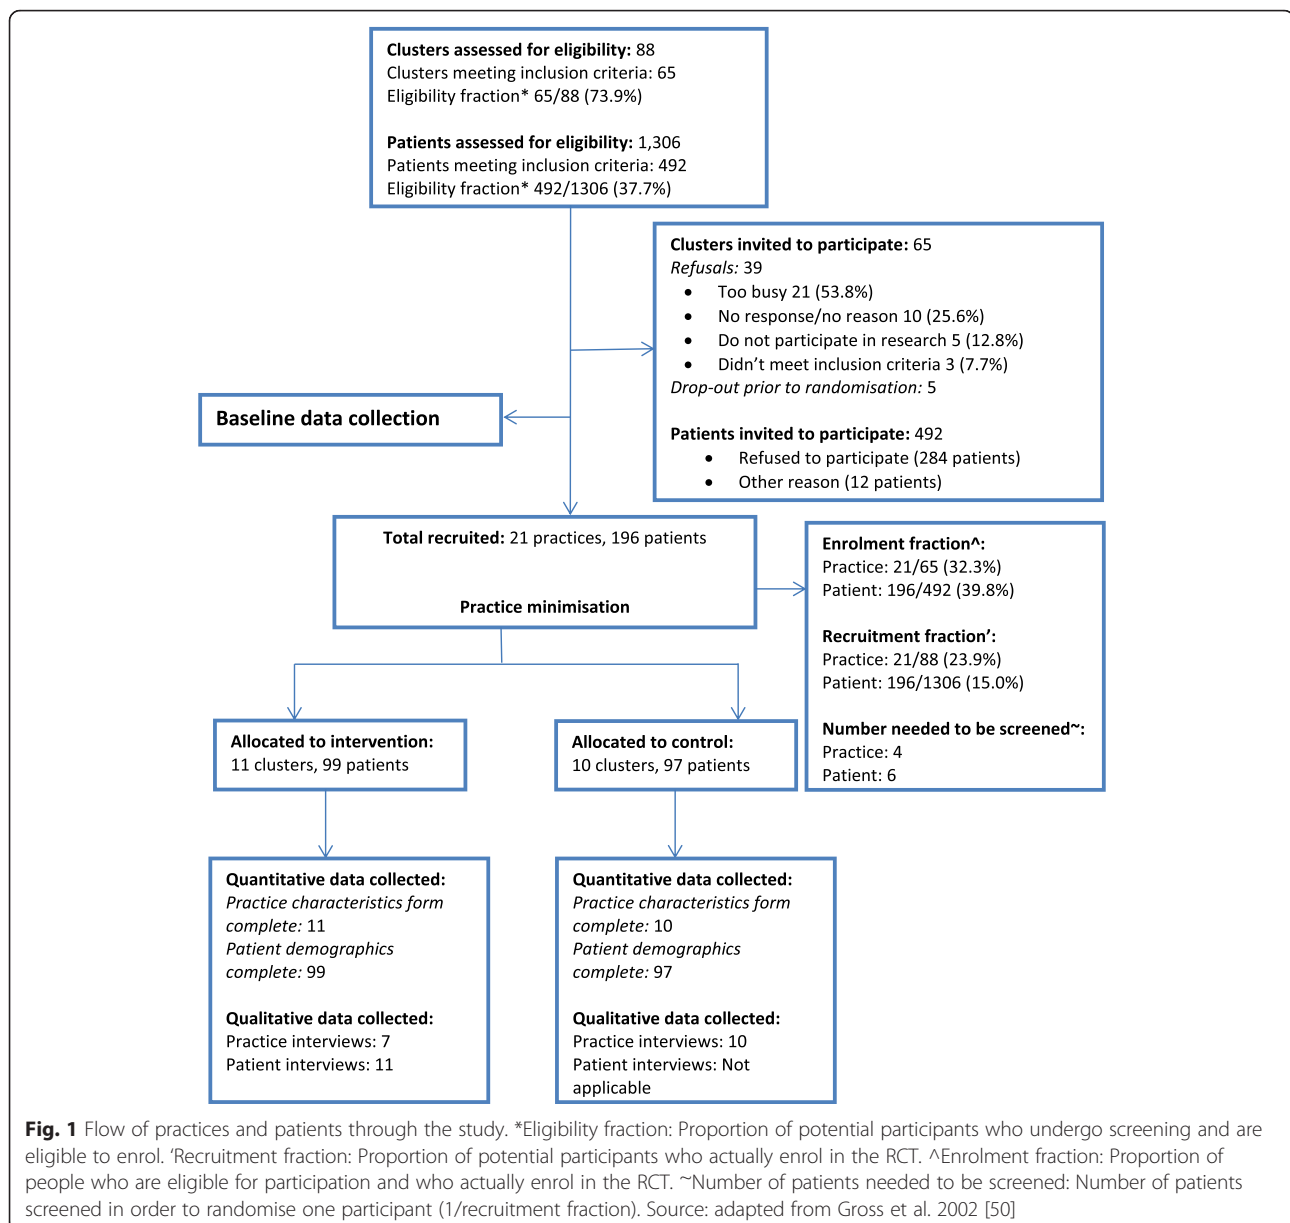 Clusters assessed for eligibility: 88
Clusters meeting inclusion criteria: 65
Eligibility fraction* 65/88 (73.9%)
Patients assessed for eligibility: 1,306
Patients meeting inclusion criteria: 492
Eligibility fraction* 492/1306 (37.7%)
Clusters invited to participate: 65
Refusals: 39
• Too busy 21 (53.8%)
• No response/no reason 10 (25.6%)
• Do not participate in research 5 (12.8%)
• Didn’t meet inclusion criteria 3 (7.7%)
Drop-out prior to randomisation: 5
Patients invited to participate: 492
• Refused to participate (284 patients)
• Other reason (12 patients)
Baseline data collection
Total recruited: 21 practices, 196 patients
Practice minimisation
Enrolment fraction^:
Practice: 21/65 (32.3%)
Patient: 196/492 (39.8%)
Recruitment fraction’:
Practice: 21/88 (23.9%)
Patient: 196/1306 (15.0%)
Number needed to be screened~:
Practice: 4
Patient: 6
Allocated to intervention:
11 clusters, 99 patients
Allocated to control:
10 clusters, 97 patients
Quantitative data collected:
Practice characteristics form
complete: 11
Patient demographics
complete: 99
Qualitative data collected:
Practice interviews: 7
Patient interviews: 11
Quantitative data collected:
Practice characteristics form
complete: 10
Patient demographics
complete: 97
Qualitative data collected:
Practice interviews: 10
Patient interviews: Not
applicable
Fig. 1 Flow of practices and patients through the study. *Eligibility fraction: Proportion of potential participants who undergo screening and are
eligible to enrol. ‘Recruitment fraction: Proportion of potential participants who actually enrol in the RCT. ^Enrolment fraction: Proportion of
people who are eligible for participation and who actually enrol in the RCT. ~Number of patients needed to be screened: Number of patients
screened in order to randomise one participant (1/recruitment fraction). Source: adapted from Gross et al. 2002 [50]